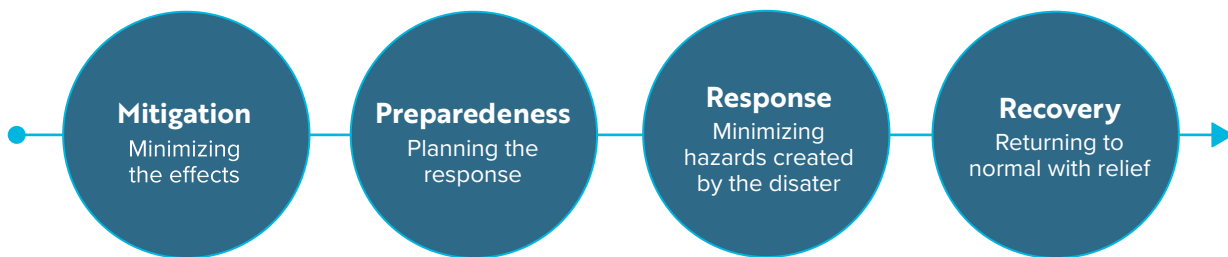 Mitigation
Minimizing
the effects
Preparedeness
Planning the
response
Response
Minimizing
hazards created
by the disater
Recovery
Returning to
normal with relief